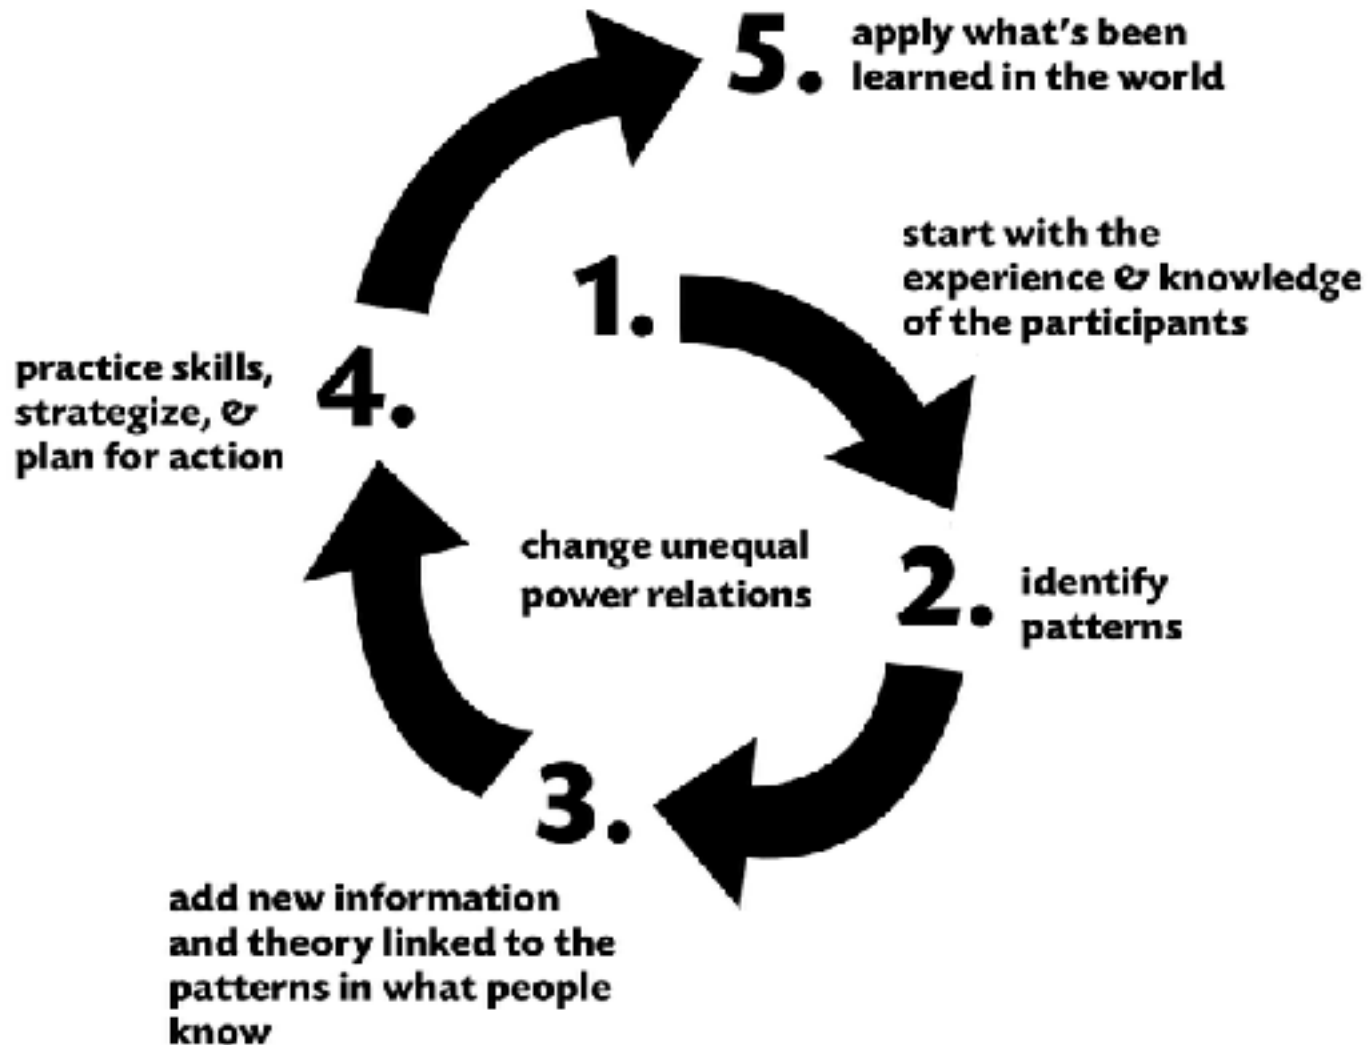 5. apply what's been
learned in the world
1. start with the
experience & knowledge
of the participants
practice skills,
strategize, &
plan for action
4.
change unequal
power relations
2. identify
patterns
3.
add new information
and theory linked to the
patterns in what people
know